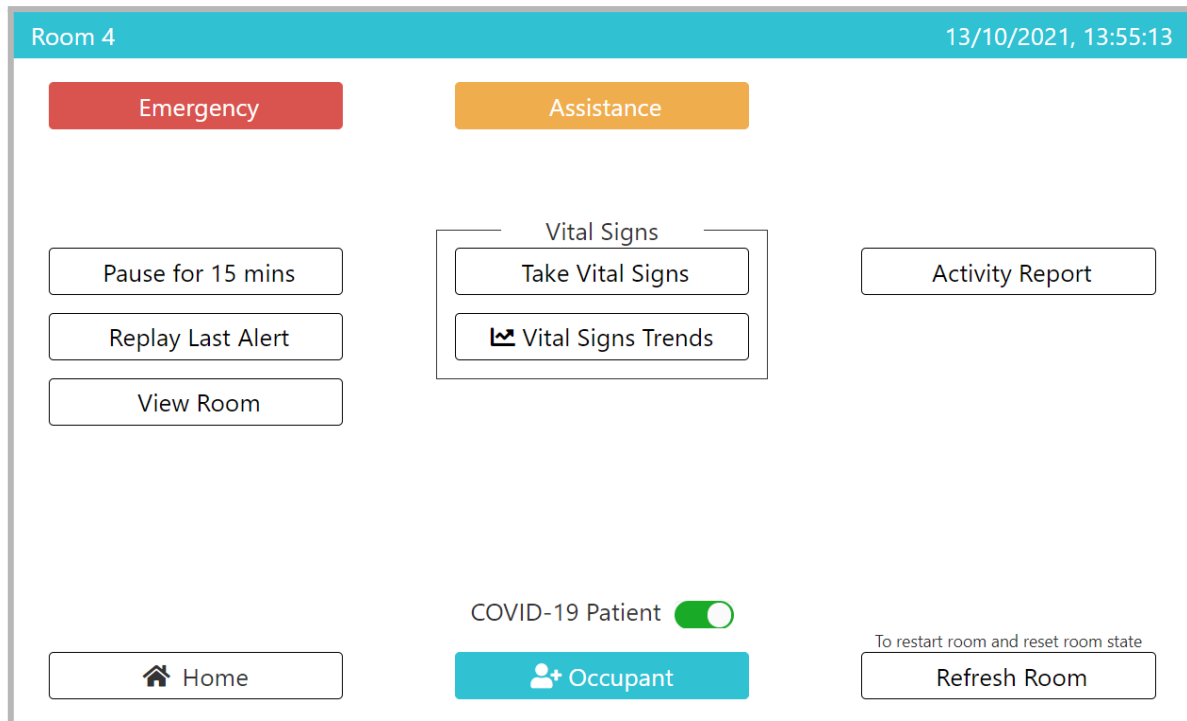 Room 4
13/10/2021, 13:55:13
Emergency
Assistance
Vital Signs
Pause for 15 mins
Take Vital Signs
Activity Report
Replay Last Alert
Vital Signs Trends
View Room
COVID-19 Patient
To restart room and reset room state
Home
Occupant
Refresh Room